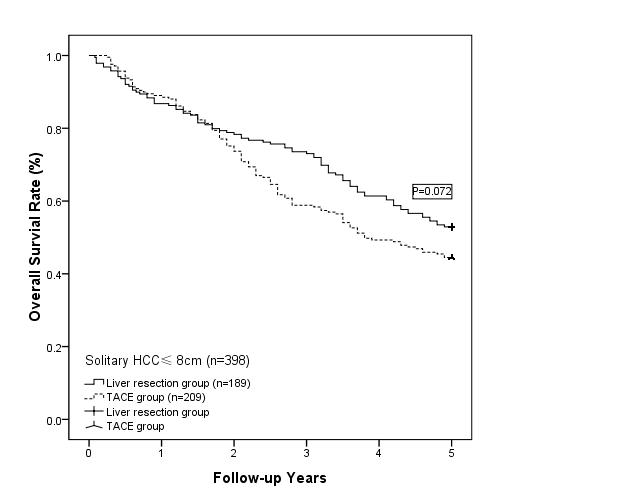 Overall Survial Rate (%)
1.0
0.8
0.6
0.4
0.2
0.0
P=0.072
Solitary HCC≤ 8cm (n=398)
Liver resection group (n=189)
TACE group (n=209)
Liver resection group
TACE group
0 1 2 3 4 5
Follow-up Years